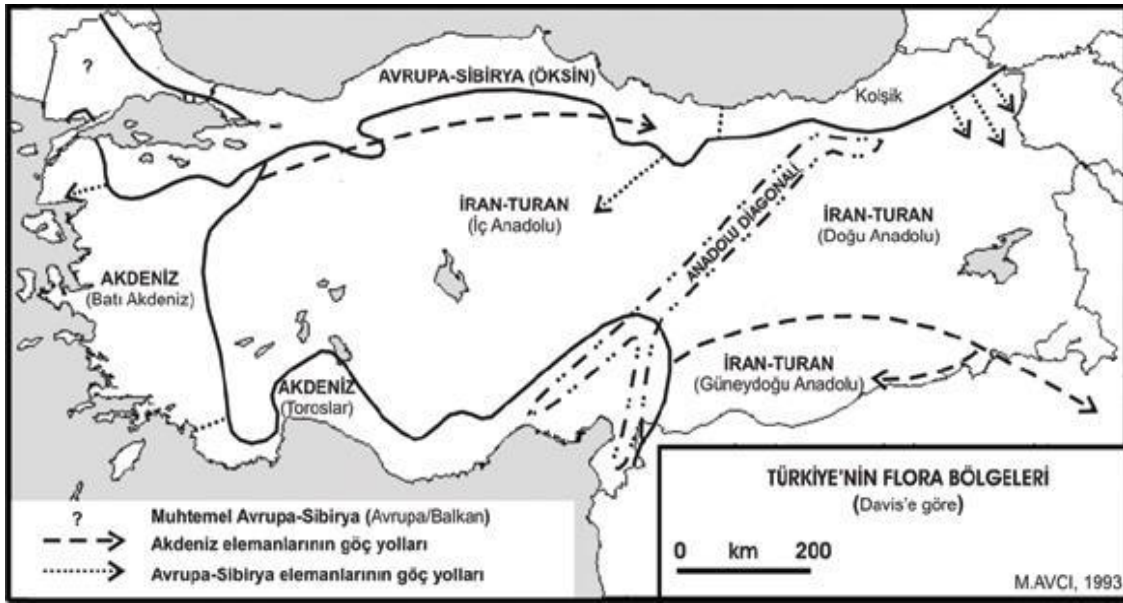 ?
AVRUPA-SİBİRYA (ÖKSİN)
Kolşik
ANADOLU DİAGONALİ
İRAN-TURAN
(İç Anadolu)
İRAN-TURAN
(Doğu Anadolu)
AKDENİZ
(Batı Akdeniz)
AKDENİZ
(Toroslar)
İRAN-TURAN
(Güneydoğu Anadolu)
TÜRKİYE'NİN FLORA BÖLGELERİ
(Davis'e göre)
0 km 200
M.AVCI, 1993
? Muhtemel Avrupa-Sibirya (Avrupa/Balkan)
Akdeniz elemanlarının göç yolları
Avrupa-Sibirya elemanlarının göç yolları